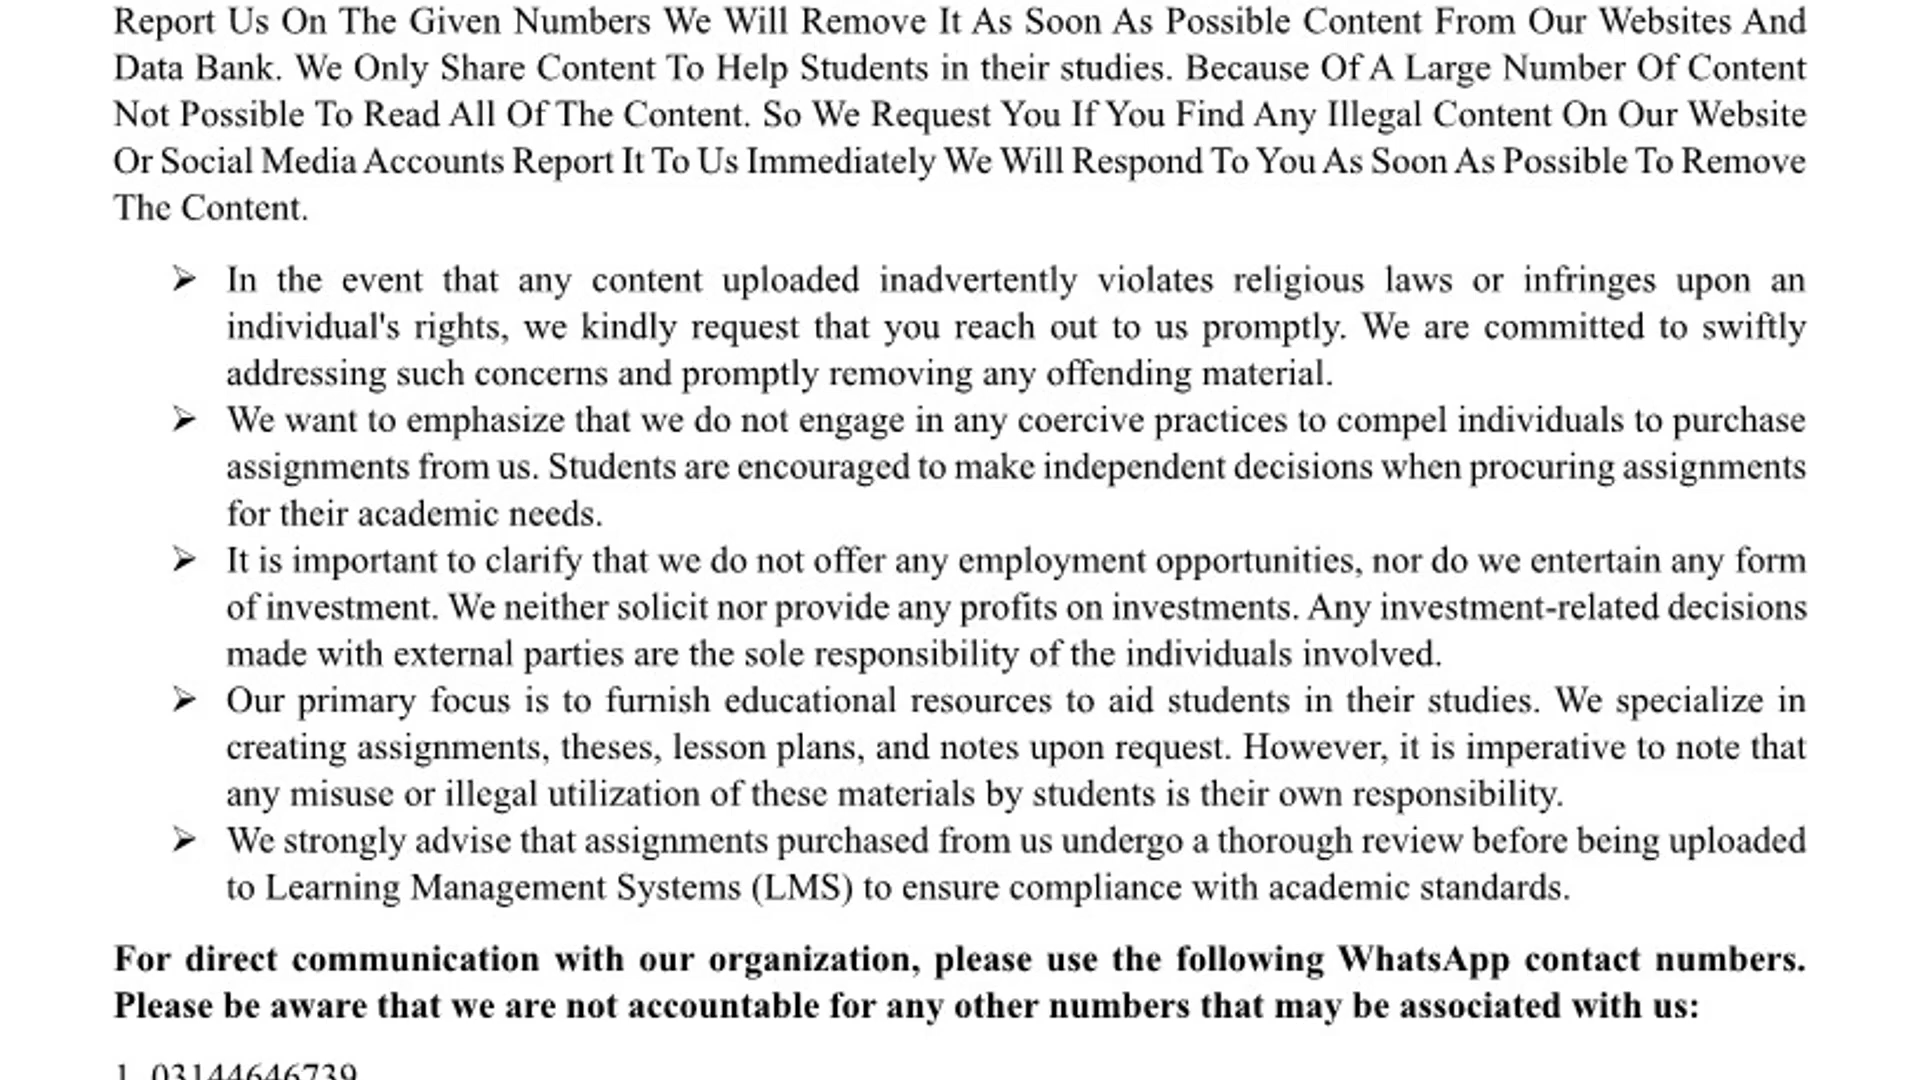 Report Us On The Given Numbers We Will Remove It As Soon As Possible Content From Our Websites And
Data Bank. We Only Share Content To Help Students in their studies. Because Of A Large Number Of Content
Not Possible To Read All Of The Content. So We Request You If You Find Any Illegal Content On Our Website
Or Social Media Accounts Report It To Us Immediately We Will Respond To You As Soon As Possible To Remove
The Content.
➢ In the event that any content uploaded inadvertently violates religious laws or infringes upon an
individual's rights, we kindly request that you reach out to us promptly. We are committed to swiftly
addressing such concerns and promptly removing any offending material.
➢ We want to emphasize that we do not engage in any coercive practices to compel individuals to purchase
assignments from us. Students are encouraged to make independent decisions when procuring assignments
for their academic needs.
➢ It is important to clarify that we do not offer any employment opportunities, nor do we entertain any form
of investment. We neither solicit nor provide any profits on investments. Any investment-related decisions
made with external parties are the sole responsibility of the individuals involved.
➢ Our primary focus is to furnish educational resources to aid students in their studies. We specialize in
creating assignments, theses, lesson plans, and notes upon request. However, it is imperative to note that
any misuse or illegal utilization of these materials by students is their own responsibility.
➢ We strongly advise that assignments purchased from us undergo a thorough review before being uploaded
to Learning Management Systems (LMS) to ensure compliance with academic standards.
For direct communication with our organization, please use the following WhatsApp contact numbers.
Please be aware that we are not accountable for any other numbers that may be associated with us:
1. 03144646739